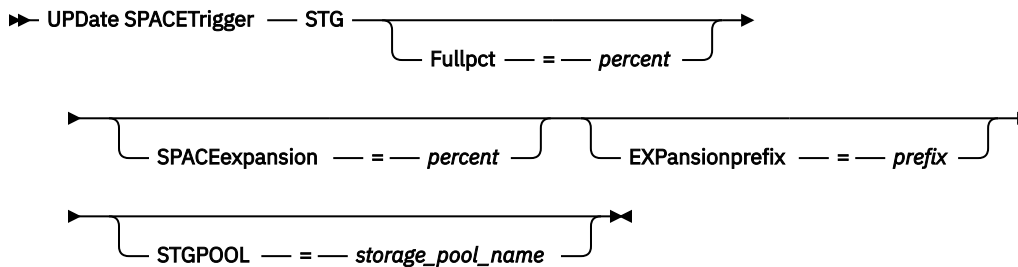 UPDate SPACETrigger — STG
Fullpct — = — percent
SPACEexpansion — = — percent EXPansionprefix — = — prefix
STGPOOL — = — storage_pool_name